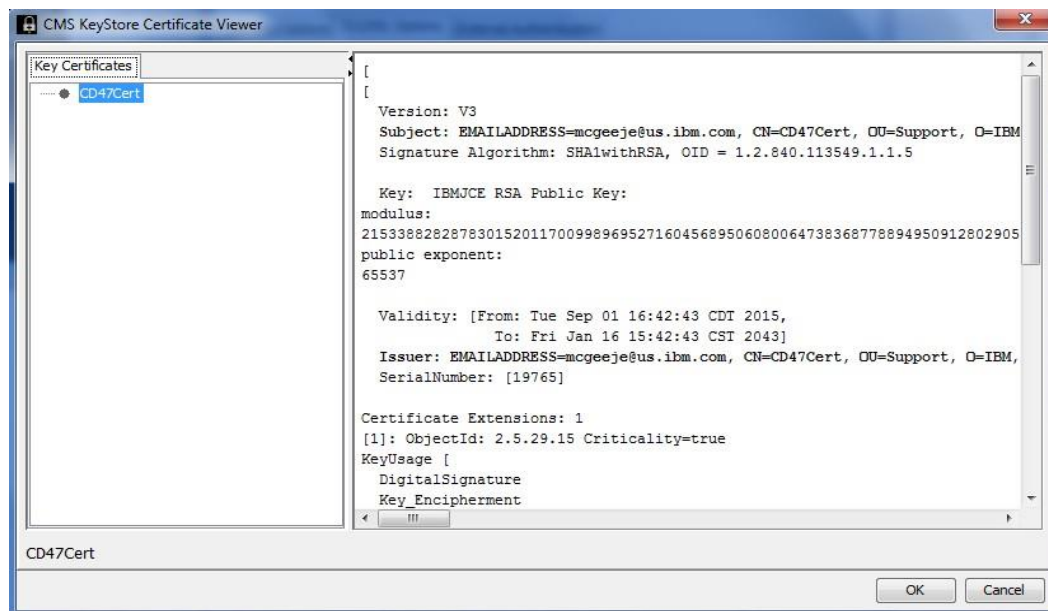 CMS KeyStore Certificate Viewer
Key Certificates
CD47Cert
[
[
Version: V3
Subject: EMAILADDRESS=mcgeeje@us.ibm.com, CN=CD47Cert, OU=Support, O=IBM
Signature Algorithm: SHA1withRSA, OID = 1.2.840.113549.1.1.5
Key: IBMJCE RSA Public Key:
modulus:
21533882828783015201170099896952716045689506080064738368778894950912802905
public exponent:
65537
Validity: [From: Tue Sep 01 16:42:43 CDT 2015,
To: Fri Jan 16 15:42:43 CST 2043]
Issuer: EMAILADDRESS=mcgeeje@us.ibm.com, CN=CD47Cert, OU=Support, O=IBM,
SerialNumber: [19765]
Certificate Extensions: 1
[1]: ObjectId: 2.5.29.15 Criticality=true
KeyUsage [
DigitalSignature
Key_Encipherment
CD47Cert
OK Cancel